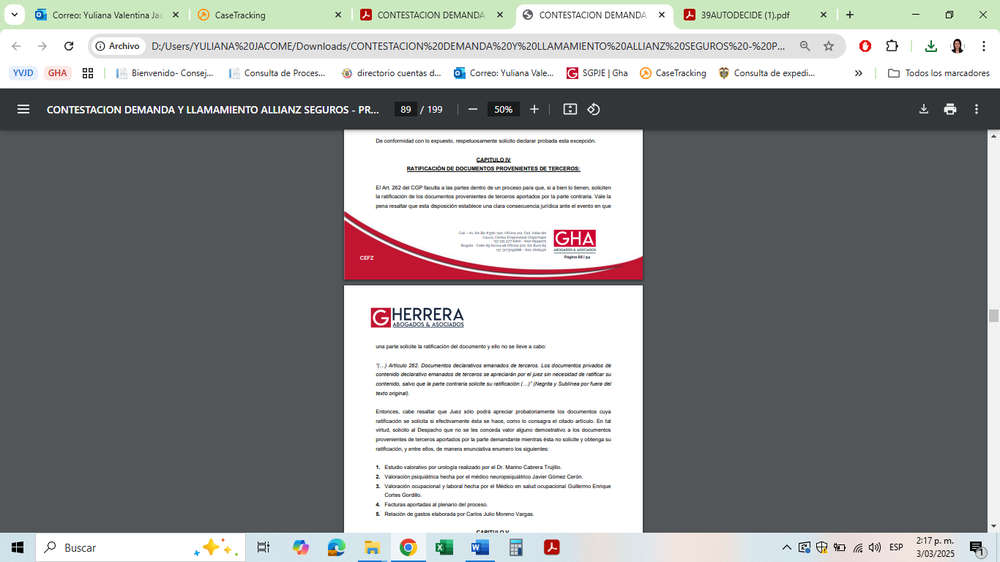 Correo: Yuliana Valentina Jac
CaseTracking
CONTESTACION DEMANDA
CONTESTACION DEMANDA
39AUTODECIDE (1).pdf
Archivo
D:/Users/YULIANA%20JACOME/Downloads/CONTESTACION%20DEMANDA%20Y%20LLAMAMIENTO%20ALLIANZ%20SEGUROS%20-%20P...
YVJD
GHA
Bienvenido- Consej...
Consulta de Proces...
directorio cuentas d...
Correo: Yuliana Vale...
SGPJE | Gha
CaseTracking
Consulta de expedi...
»
Todos los marcadores
CONTESTACION DEMANDA Y LLAMAMIENTO ALLIANZ SEGUROS - PR...
89 / 199
50%
De conformidad con lo expuesto, respetuosamente solicito declarar probada esta excepción.
CAPITULO IV
RATIFICACIÓN DE DOCUMENTOS PROVENIENTES DE TERCEROS:
El Art. 262 del CGP faculta a las partes dentro de un proceso para que, si a bien lo tienen, soliciten
la ratificación de los documentos provenientes de terceros aportados por la parte contraria. Vale la
pena resaltar que esta disposición establece una clara consecuencia jurídica ante el evento en que
Cali – Av. 6A Bis #35N-100, Oficina 212, Cali, Valle del
Cauca, Centro Empresarial Chipichape
+57 315 577 6200 - 602-6594075
Bogotá - Calle 69 No.04-48 Oficina 502, Ed. Buro 69
+57 3173795688 - 601-7616436
GHA
ABOGADOS & ASOCIADOS
Página 88 | 94
CEFZ
G HERRERA
ABOGADOS & ASOCIADOS
una parte solicite la ratificación del documento y ello no se lleve a cabo:
"(…) Artículo 262. Documentos declarativos emanados de terceros. Los documentos privados de
contenido declarativo emanados de terceros se apreciarán por el juez sin necesidad de ratificar su
contenido, salvo que la parte contraria solicite su ratificación (…)" (Negrita y Sublínea por fuera del
texto original).
Entonces, cabe resaltar que Juez sólo podrá apreciar probatoriamente los documentos cuya
ratificación se solicita si efectivamente ésta se hace, como lo consagra el citado artículo. En tal
virtud, solicito al Despacho que no se les conceda valor alguno demostrativo a los documentos
provenientes de terceros aportados por la parte demandante mientras ésta no solicite y obtenga su
ratificación, y entre ellos, de manera enunciativa enumero los siguientes:
1. Estudio valorativo por urología realizado por el Dr. Marino Cabrera Trujillo.
2. Valoración psiquiátrica hecha por el médico neuropsiquiátrico Javier Gómez Cerón.
3. Valoración ocupacional y laboral hecha por el Médico en salud ocupacional Guillermo Enrique
Cortes Gordillo.
4. Facturas aportadas al plenario del proceso.
5. Relación de gastos elaborada por Carlos Julio Moreno Vargas.
CAPITULO V
Buscar
ESP
2:17 p. m.
3/03/2025
1